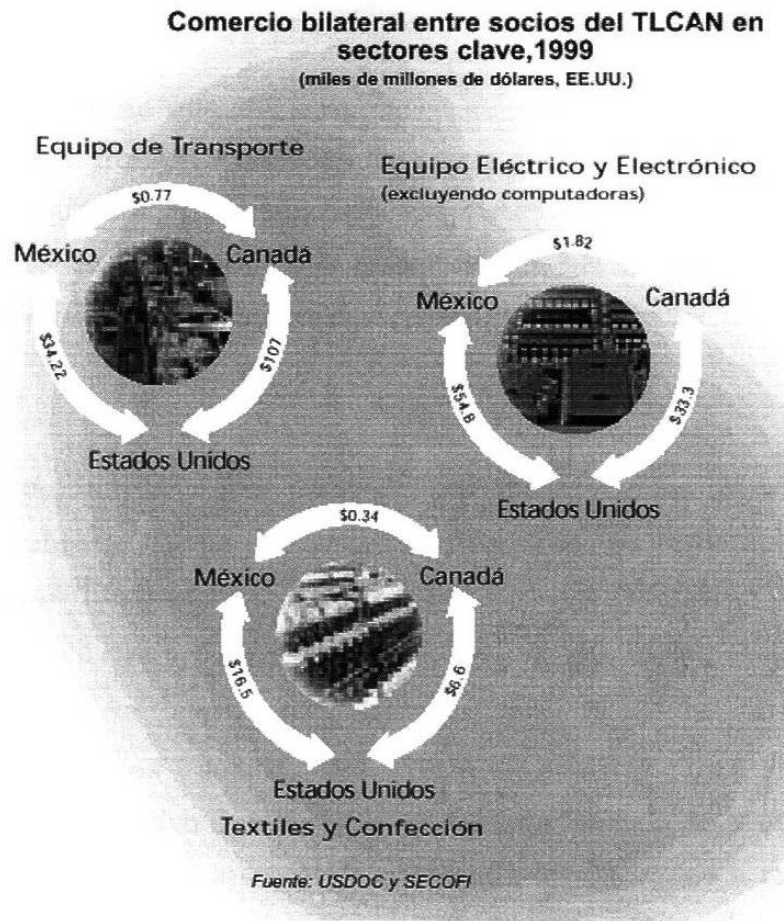 Comercio bilateral entre socios del TLCAN en
sectores clave,1999
(miles de millones de dólares, EE.UU.)
Equipo de Transporte
$0.77
México
Canadá
$34.22
$107
Estados Unidos
Equipo Eléctrico y Electrónico
(excluyendo computadoras)
$1.82
México
Canadá
$54.8
$33.3
Estados Unidos
$0.34
México
Canadá
$16.5
$6.6
Estados Unidos
Textiles y Confección
Fuente: USDOC y SECOFI